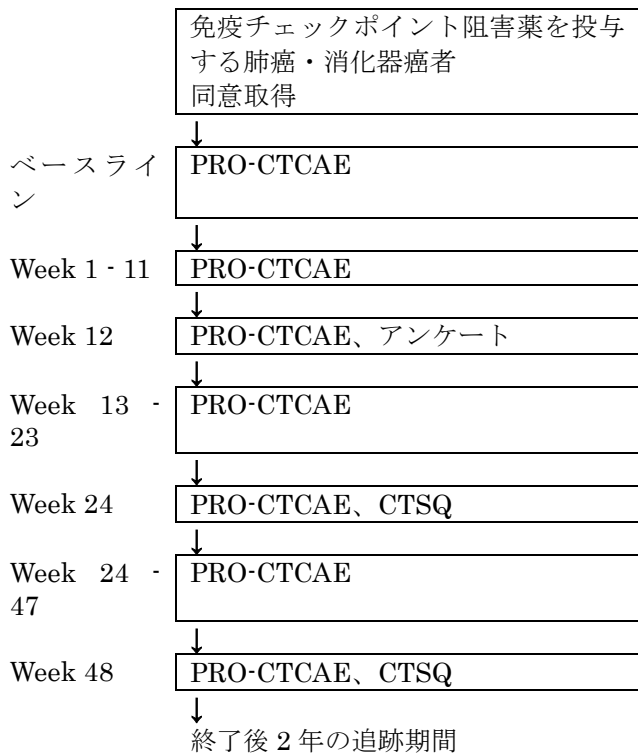 免疫チェックポイント阻害薬を投与
する肺癌・消化器癌者
同意取得
↓
ベースライ
ン
PRO-CTCAE
↓
Week 1 - 11
PRO-CTCAE
↓
Week 12
PRO-CTCAE、アンケート
↓
Week 13 -
23
PRO-CTCAE
↓
Week 24
PRO-CTCAE、CTSQ
↓
Week 24 -
47
PRO-CTCAE
↓
Week 48
PRO-CTCAE、CTSQ
↓
終了後 2 年の追跡期間